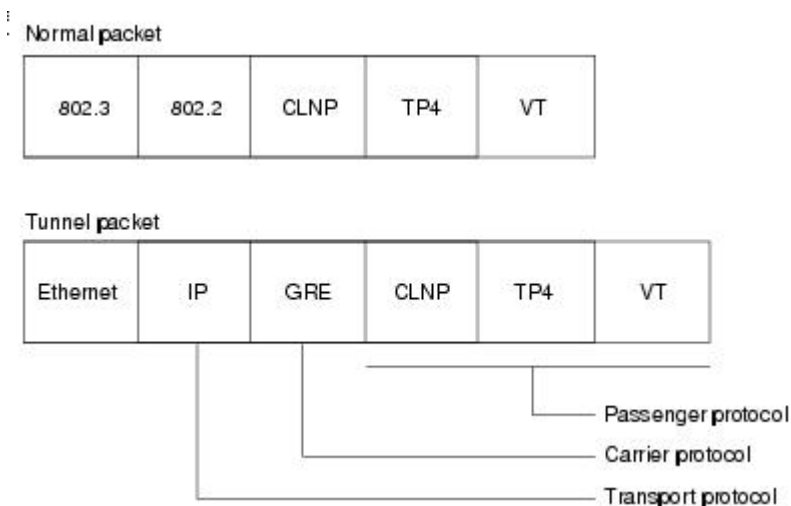 Normal packet
802.3 802.2 CLNP TP4 VT
Tunnel packet
Ethernet IP GRE CLNP TP4 VT
Passenger protocol
Carrier protocol
Transport protocol